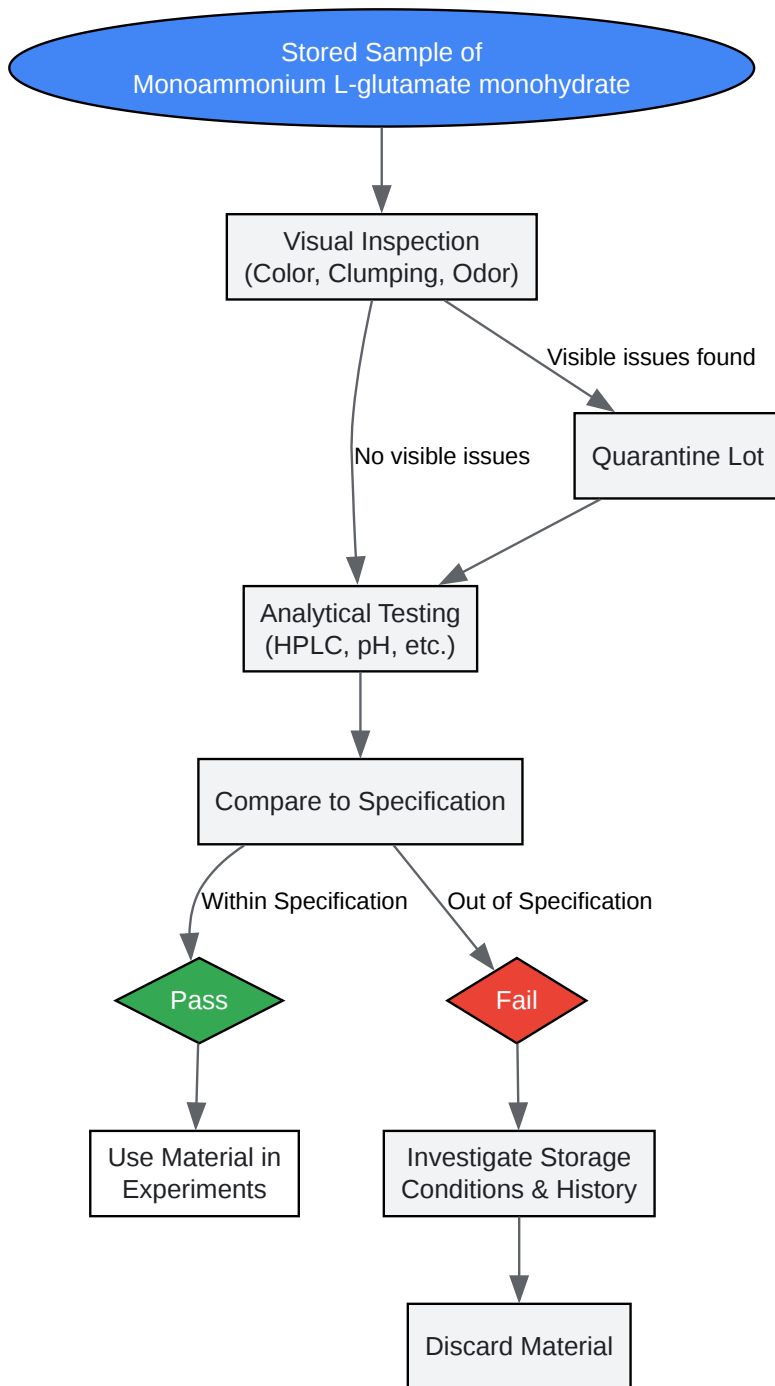 Stored Sample of
Monoammonium L-glutamate monohydrate
Visual Inspection
(Color, Clumping, Odor)
Visible issues found
No visible issues
Quarantine Lot
Analytical Testing
(HPLC, pH, etc.)
Compare to Specification
Within Specification
Out of Specification
Pass
Fail
Use Material in
Experiments
Investigate Storage
Conditions & History
Discard Material